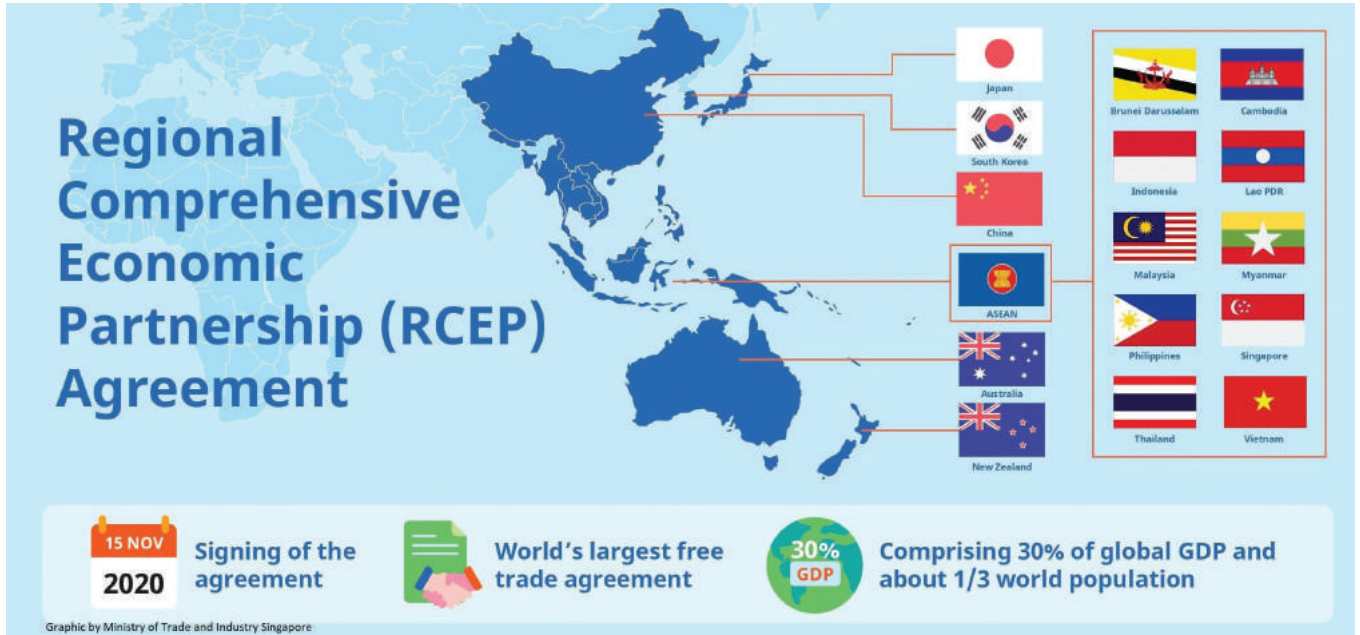 Regional
Comprehensive
Economic
Partnership (RCEP)
Agreement
Japan
South Korea
China
ASEAN
Australia
New Zealand
Brunei Darussalam
Cambodia
Indonesia
Lao PDR
Malaysia
Myanmar
Philippines
Singapore
Thailand
Vietnam
15 NOV
2020
Signing of the
agreement
World's largest free
trade agreement
30%
GDP
Comprising 30% of global GDP and
about 1/3 world population
Graphic by Ministry of Trade and Industry Singapore